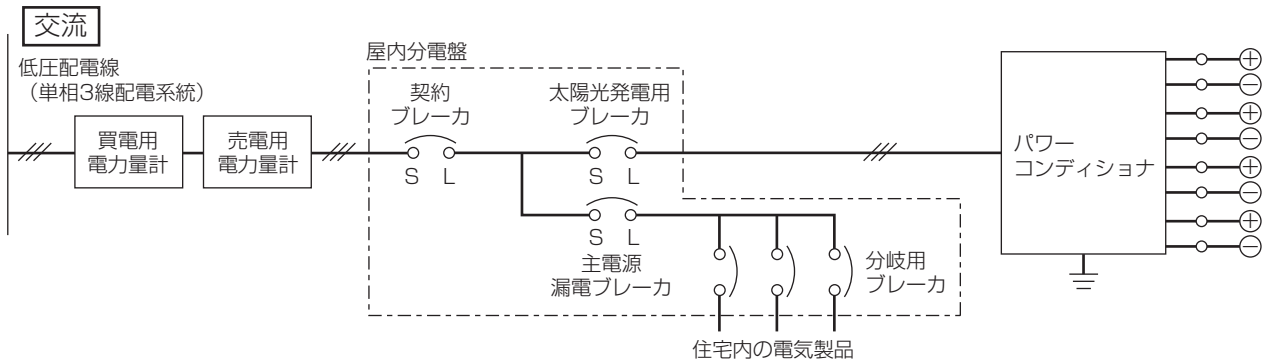 交流
低圧配電線
（単相3線配電系統）
買電用
電力量計
売電用
電力量計
屋内分電盤
契約
ブレーカ
S L
太陽光発電用
ブレーカ
S L
S L
主電源
漏電ブレーカ
分岐用
ブレーカ
住宅内の電気製品
パワー
コンディショナ
+
−
+
−
+
−
+
−